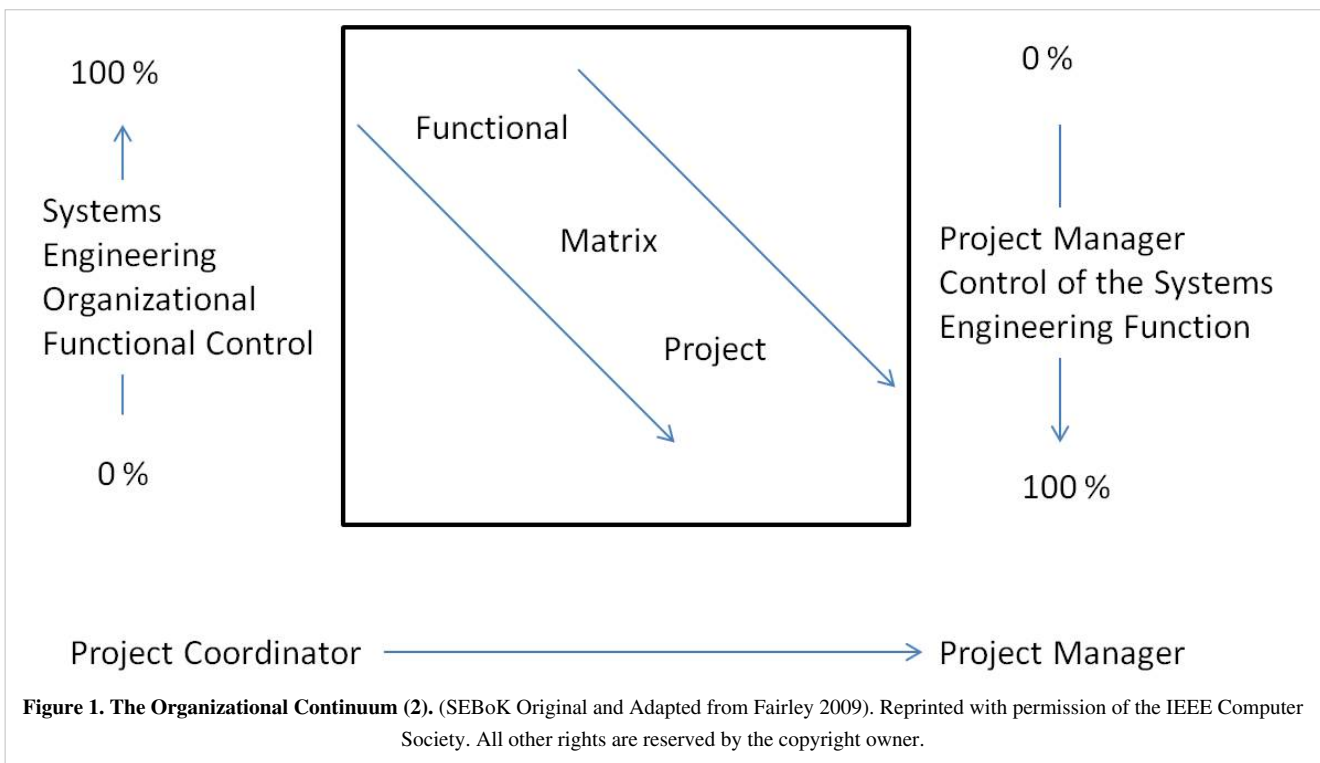 100 %
Systems
Engineering
Organizational
Functional Control
0 %
Functional
Matrix
Project
0 %
Project Manager
Control of the Systems
Engineering Function
100 %
Project Coordinator
Project Manager
Figure 1. The Organizational Continuum (2). (SEBoK Original and Adapted from Fairley 2009). Reprinted with permission of the IEEE Computer
Society. All other rights are reserved by the copyright owner.